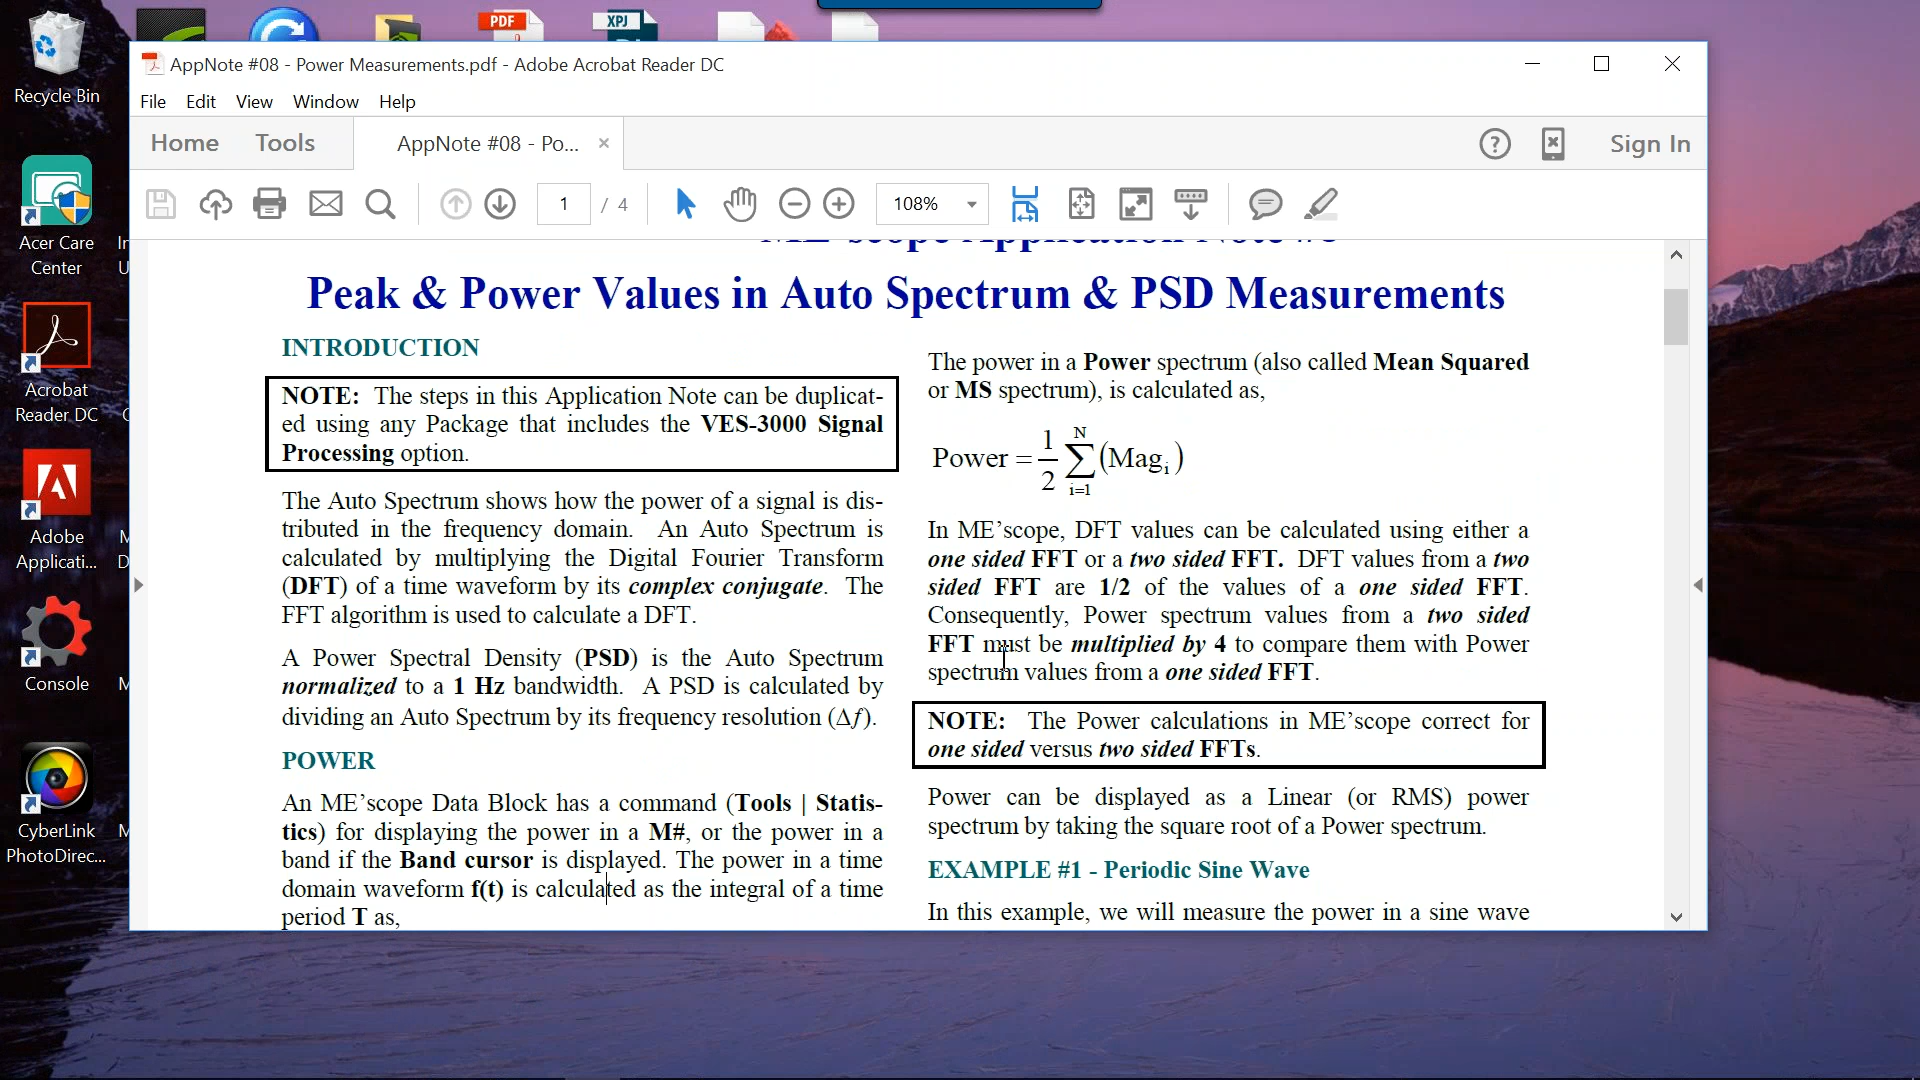 Recycle Bin
Acer Care
Center
Acrobat
Reader DC
Adobe
Applicati...
Console
CyberLink
PhotoDirec...
PDF
XPJ
AppNote #08 - Power Measurements.pdf - Adobe Acrobat Reader DC
File Edit View Window Help
Home Tools AppNote #08 - Po... × ? Sign In
1 / 4 108%
Peak & Power Values in Auto Spectrum & PSD Measurements
INTRODUCTION
NOTE: The steps in this Application Note can be duplicat-
ed using any Package that includes the VES-3000 Signal
Processing option.
The Auto Spectrum shows how the power of a signal is dis-
tributed in the frequency domain. An Auto Spectrum is
calculated by multiplying the Digital Fourier Transform
(DFT) of a time waveform by its complex conjugate. The
FFT algorithm is used to calculate a DFT.
A Power Spectral Density (PSD) is the Auto Spectrum
normalized to a 1 Hz bandwidth. A PSD is calculated by
dividing an Auto Spectrum by its frequency resolution (Δf).
POWER
An ME’scope Data Block has a command (Tools | Statis-
tics) for displaying the power in a M#, or the power in a
band if the Band cursor is displayed. The power in a time
domain waveform f(t) is calculated as the integral of a time
period T as,
The power in a Power spectrum (also called Mean Squared
or MS spectrum), is calculated as,
Power = 1/2 N Σ i=1 (Magᵢ)
In ME’scope, DFT values can be calculated using either a
one sided FFT or a two sided FFT. DFT values from a two
sided FFT are 1/2 of the values of a one sided FFT.
Consequently, Power spectrum values from a two sided
FFT must be multiplied by 4 to compare them with Power
spectrum values from a one sided FFT.
NOTE: The Power calculations in ME’scope correct for
one sided versus two sided FFTs.
Power can be displayed as a Linear (or RMS) power
spectrum by taking the square root of a Power spectrum.
EXAMPLE #1 - Periodic Sine Wave
In this example, we will measure the power in a sine wave